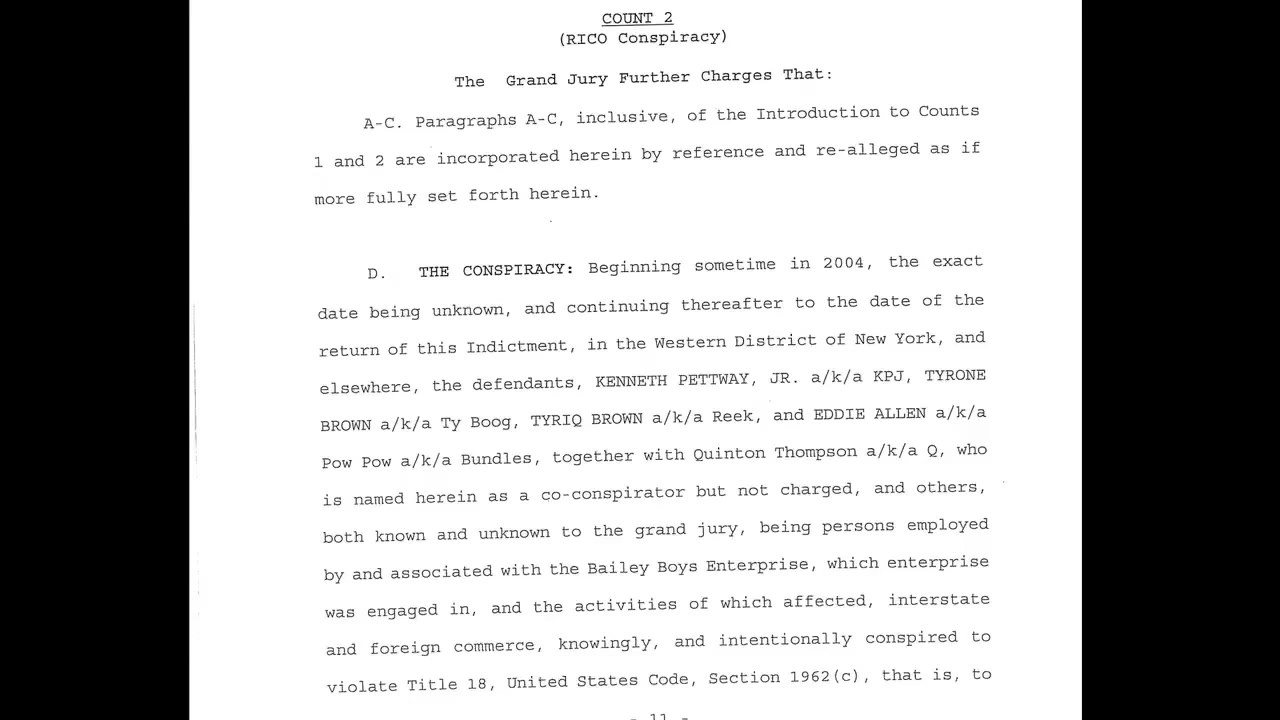 COUNT 2
(RICO Conspiracy)
The Grand Jury Further Charges That:
A-C. Paragraphs A-C, inclusive, of the Introduction to Counts
1 and 2 are incorporated herein by reference and re-alleged as if
more fully set forth herein.
D. THE CONSPIRACY: Beginning sometime in 2004, the exact
date being unknown, and continuing thereafter to the date of the
return of this Indictment, in the Western District of New York, and
elsewhere, the defendants, KENNETH PETTWAY, JR. a/k/a KPJ, TYRONE
BROWN a/k/a Ty Boog, TYRIQ BROWN a/k/a Reek, and EDDIE ALLEN a/k/a
Pow Pow a/k/a Bundles, together with Quinton Thompson a/k/a Q, who
is named herein as a co-conspirator but not charged, and others,
both known and unknown to the grand jury, being persons employed
by and associated with the Bailey Boys Enterprise, which enterprise
was engaged in, and the activities of which affected, interstate
and foreign commerce, knowingly, and intentionally conspired to
violate Title 18, United States Code, Section 1962(c), that is, to
- 11 -